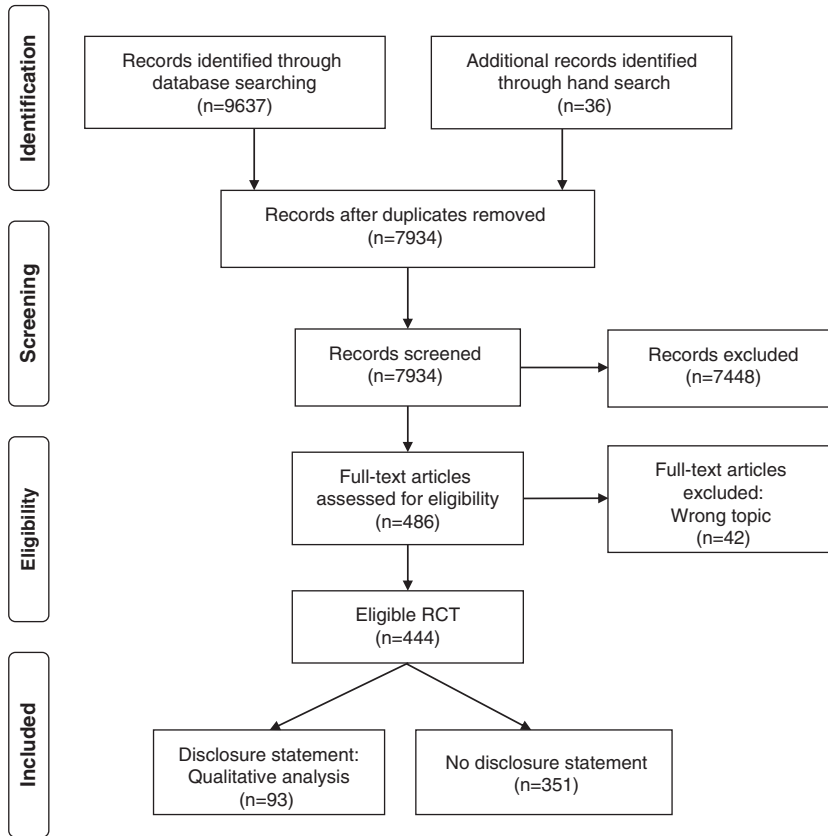 Identification
Records identified through
database searching
(n=9637)
Additional records identified
through hand search
(n=36)
Records after duplicates removed
(n=7934)
Screening
Records screened
(n=7934)
Records excluded
(n=7448)
Eligibility
Full-text articles
assessed for eligibility
(n=486)
Full-text articles
excluded:
Wrong topic
(n=42)
Eligible RCT
(n=444)
Included
Disclosure statement:
Qualitative analysis
(n=93)
No disclosure statement
(n=351)